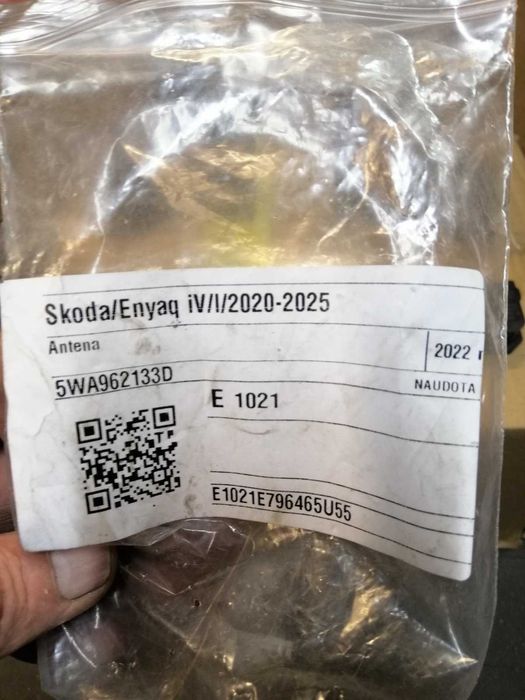 Skoda/Enyaq iV/I/2020-2025
Antena
2022 r
5WA962133D
NAUDOTA
E 1021
E1021E796465U55